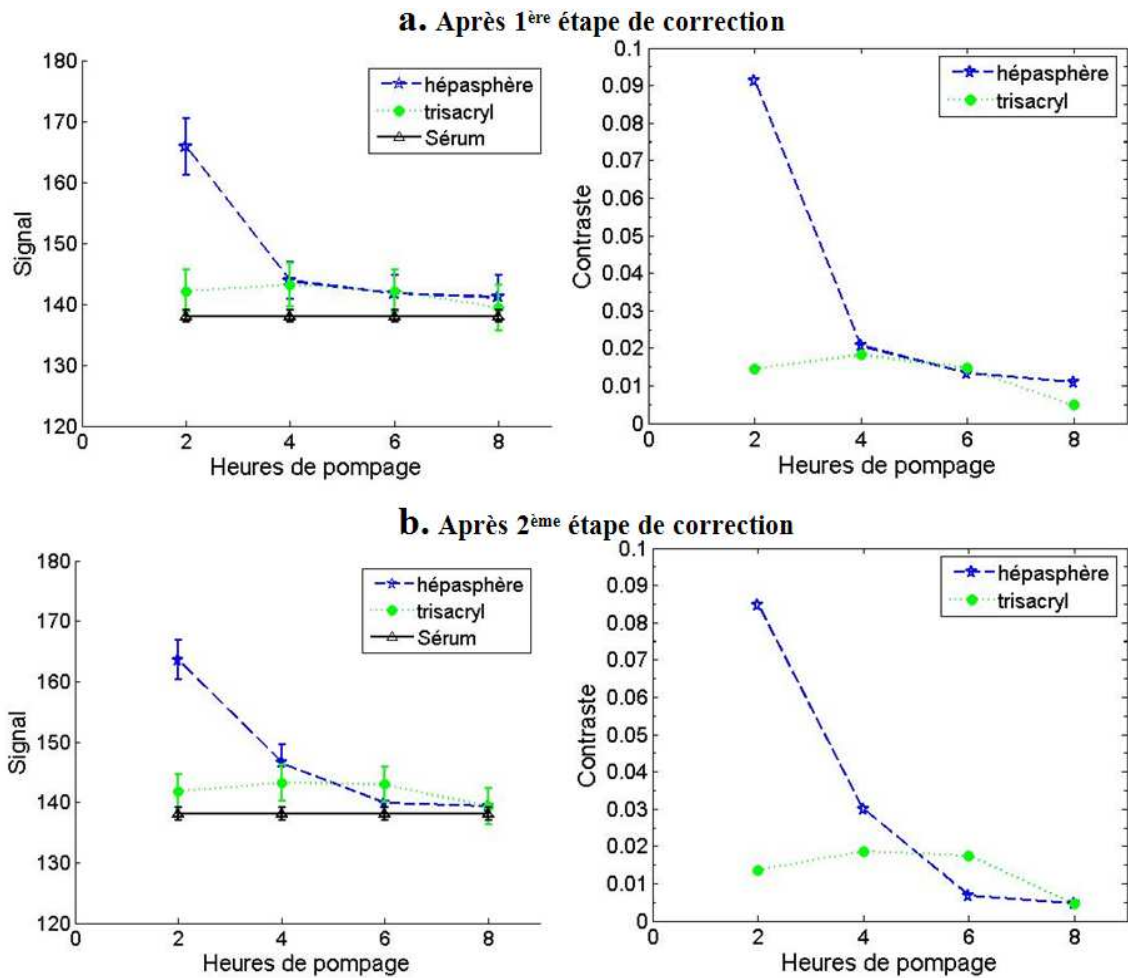 a. Après 1ère étape de correction
180
170
160
150
140
130
120
0
2
4
6
8
Signal
Heures de pompage
hépasphère
trisacryl
Sérum
0.1
0.09
0.08
0.07
0.06
0.05
0.04
0.03
0.02
0.01
0
0
2
4
6
8
Contraste
Heures de pompage
hépasphère
trisacryl
b. Après 2ème étape de correction
180
170
160
150
140
130
120
0
2
4
6
8
Signal
Heures de pompage
hépasphère
trisacryl
Sérum
0.1
0.09
0.08
0.07
0.06
0.05
0.04
0.03
0.02
0.01
0
0
2
4
6
8
Contraste
Heures de pompage
hépasphère
trisacryl